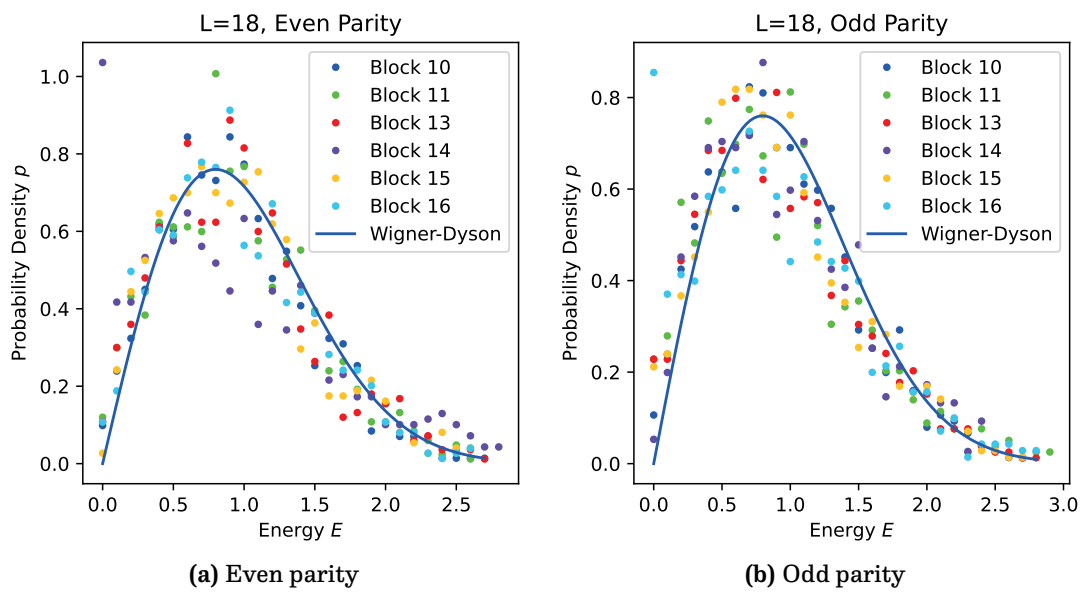 L=18, Even Parity
Probability Density p
1.0
0.8
0.6
0.4
0.2
0.0
0.0 0.5 1.0 1.5 2.0 2.5
Energy E
Block 10
Block 11
Block 13
Block 14
Block 15
Block 16
Wigner-Dyson
(a) Even parity
L=18, Odd Parity
Probability Density p
0.8
0.6
0.4
0.2
0.0
0.0 0.5 1.0 1.5 2.0 2.5 3.0
Energy E
Block 10
Block 11
Block 13
Block 14
Block 15
Block 16
Wigner-Dyson
(b) Odd parity